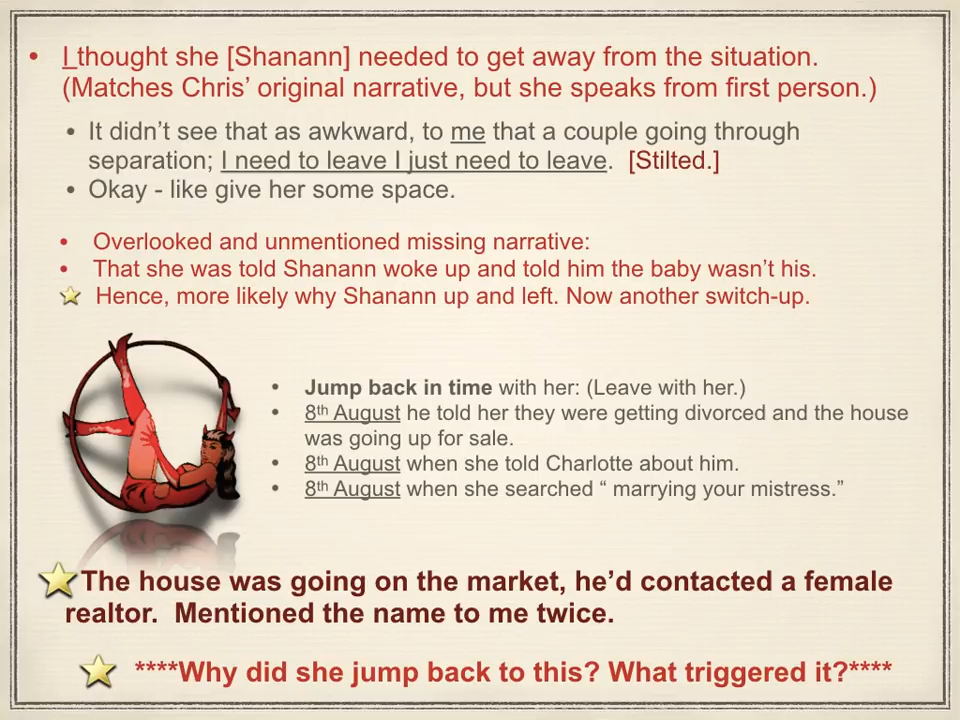 • I thought she [Shanann] needed to get away from the situation.
(Matches Chris’ original narrative, but she speaks from first person.)
• It didn’t see that as awkward, to me that a couple going through
separation; I need to leave I just need to leave. [Stilted.]
• Okay - like give her some space.
• Overlooked and unmentioned missing narrative:
• That she was told Shanann woke up and told him the baby wasn’t his.
Hence, more likely why Shanann up and left. Now another switch-up.
• Jump back in time with her: (Leave with her.)
• 8th August he told her they were getting divorced and the house
was going up for sale.
• 8th August when she told Charlotte about him.
• 8th August when she searched “ marrying your mistress.”
The house was going on the market, he’d contacted a female
realtor. Mentioned the name to me twice.
****Why did she jump back to this? What triggered it?****